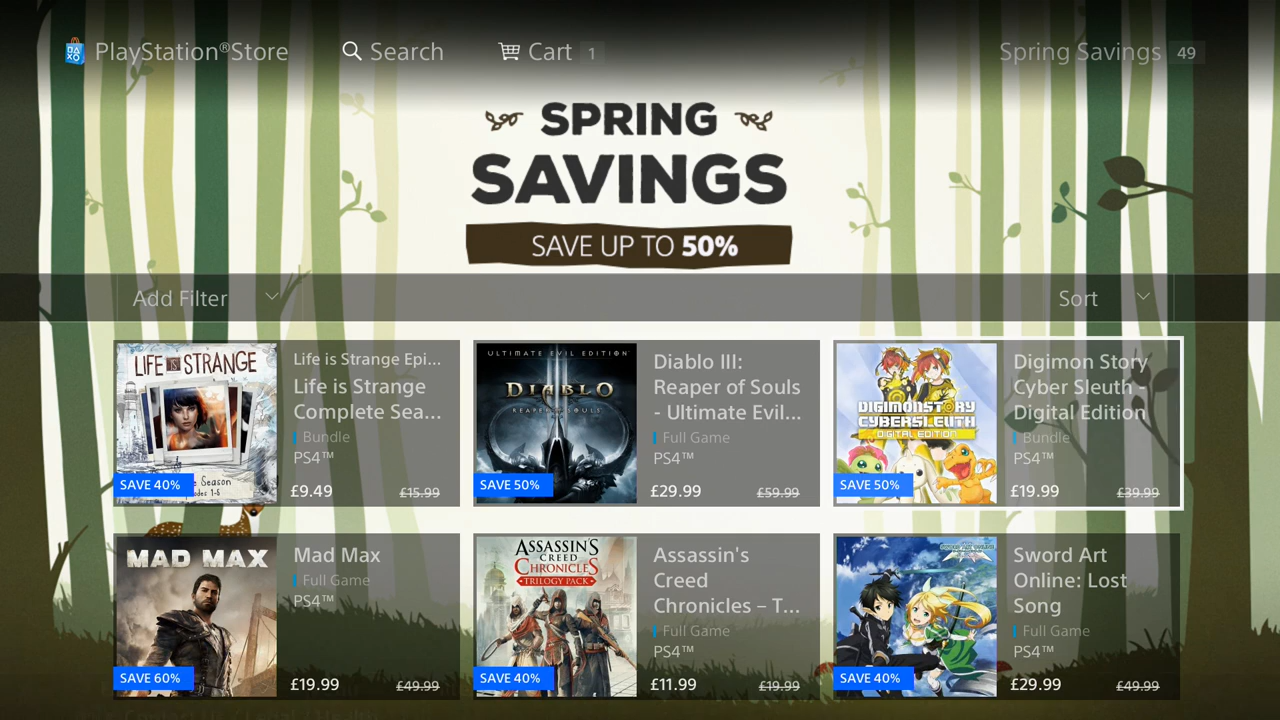 PlayStation®Store
Search
Cart 1
Spring Savings 49
SPRING
SAVINGS
SAVE UP TO 50%
Add Filter
Sort
LIFE IS STRANGE
SAVE 40%
Life is Strange Epi...
Life is Strange
Complete Sea...
Bundle
PS4™
£9.49 £15.99
ULTIMATE EVIL EDITION
DIABLO
REAPER OF SOULS
SAVE 50%
Diablo III:
Reaper of Souls
- Ultimate Evil...
Full Game
PS4™
£29.99 £59.99
DIGIMONSTORY
CYBERSLEUTH
DIGITAL EDITION
SAVE 50%
Digimon Story
Cyber Sleuth -
Digital Edition
Bundle
PS4™
£19.99 £39.99
MAD MAX
SAVE 60%
Mad Max
Full Game
PS4™
£19.99 £49.99
ASSASSIN'S
CREED
CHRONICLES
TRILOGY PACK
SAVE 40%
Assassin's
Creed
Chronicles – T...
Full Game
PS4™
£11.99 £19.99
SWORD ART ONLINE
SAVE 40%
Sword Art
Online: Lost
Song
Full Game
PS4™
£29.99 £49.99